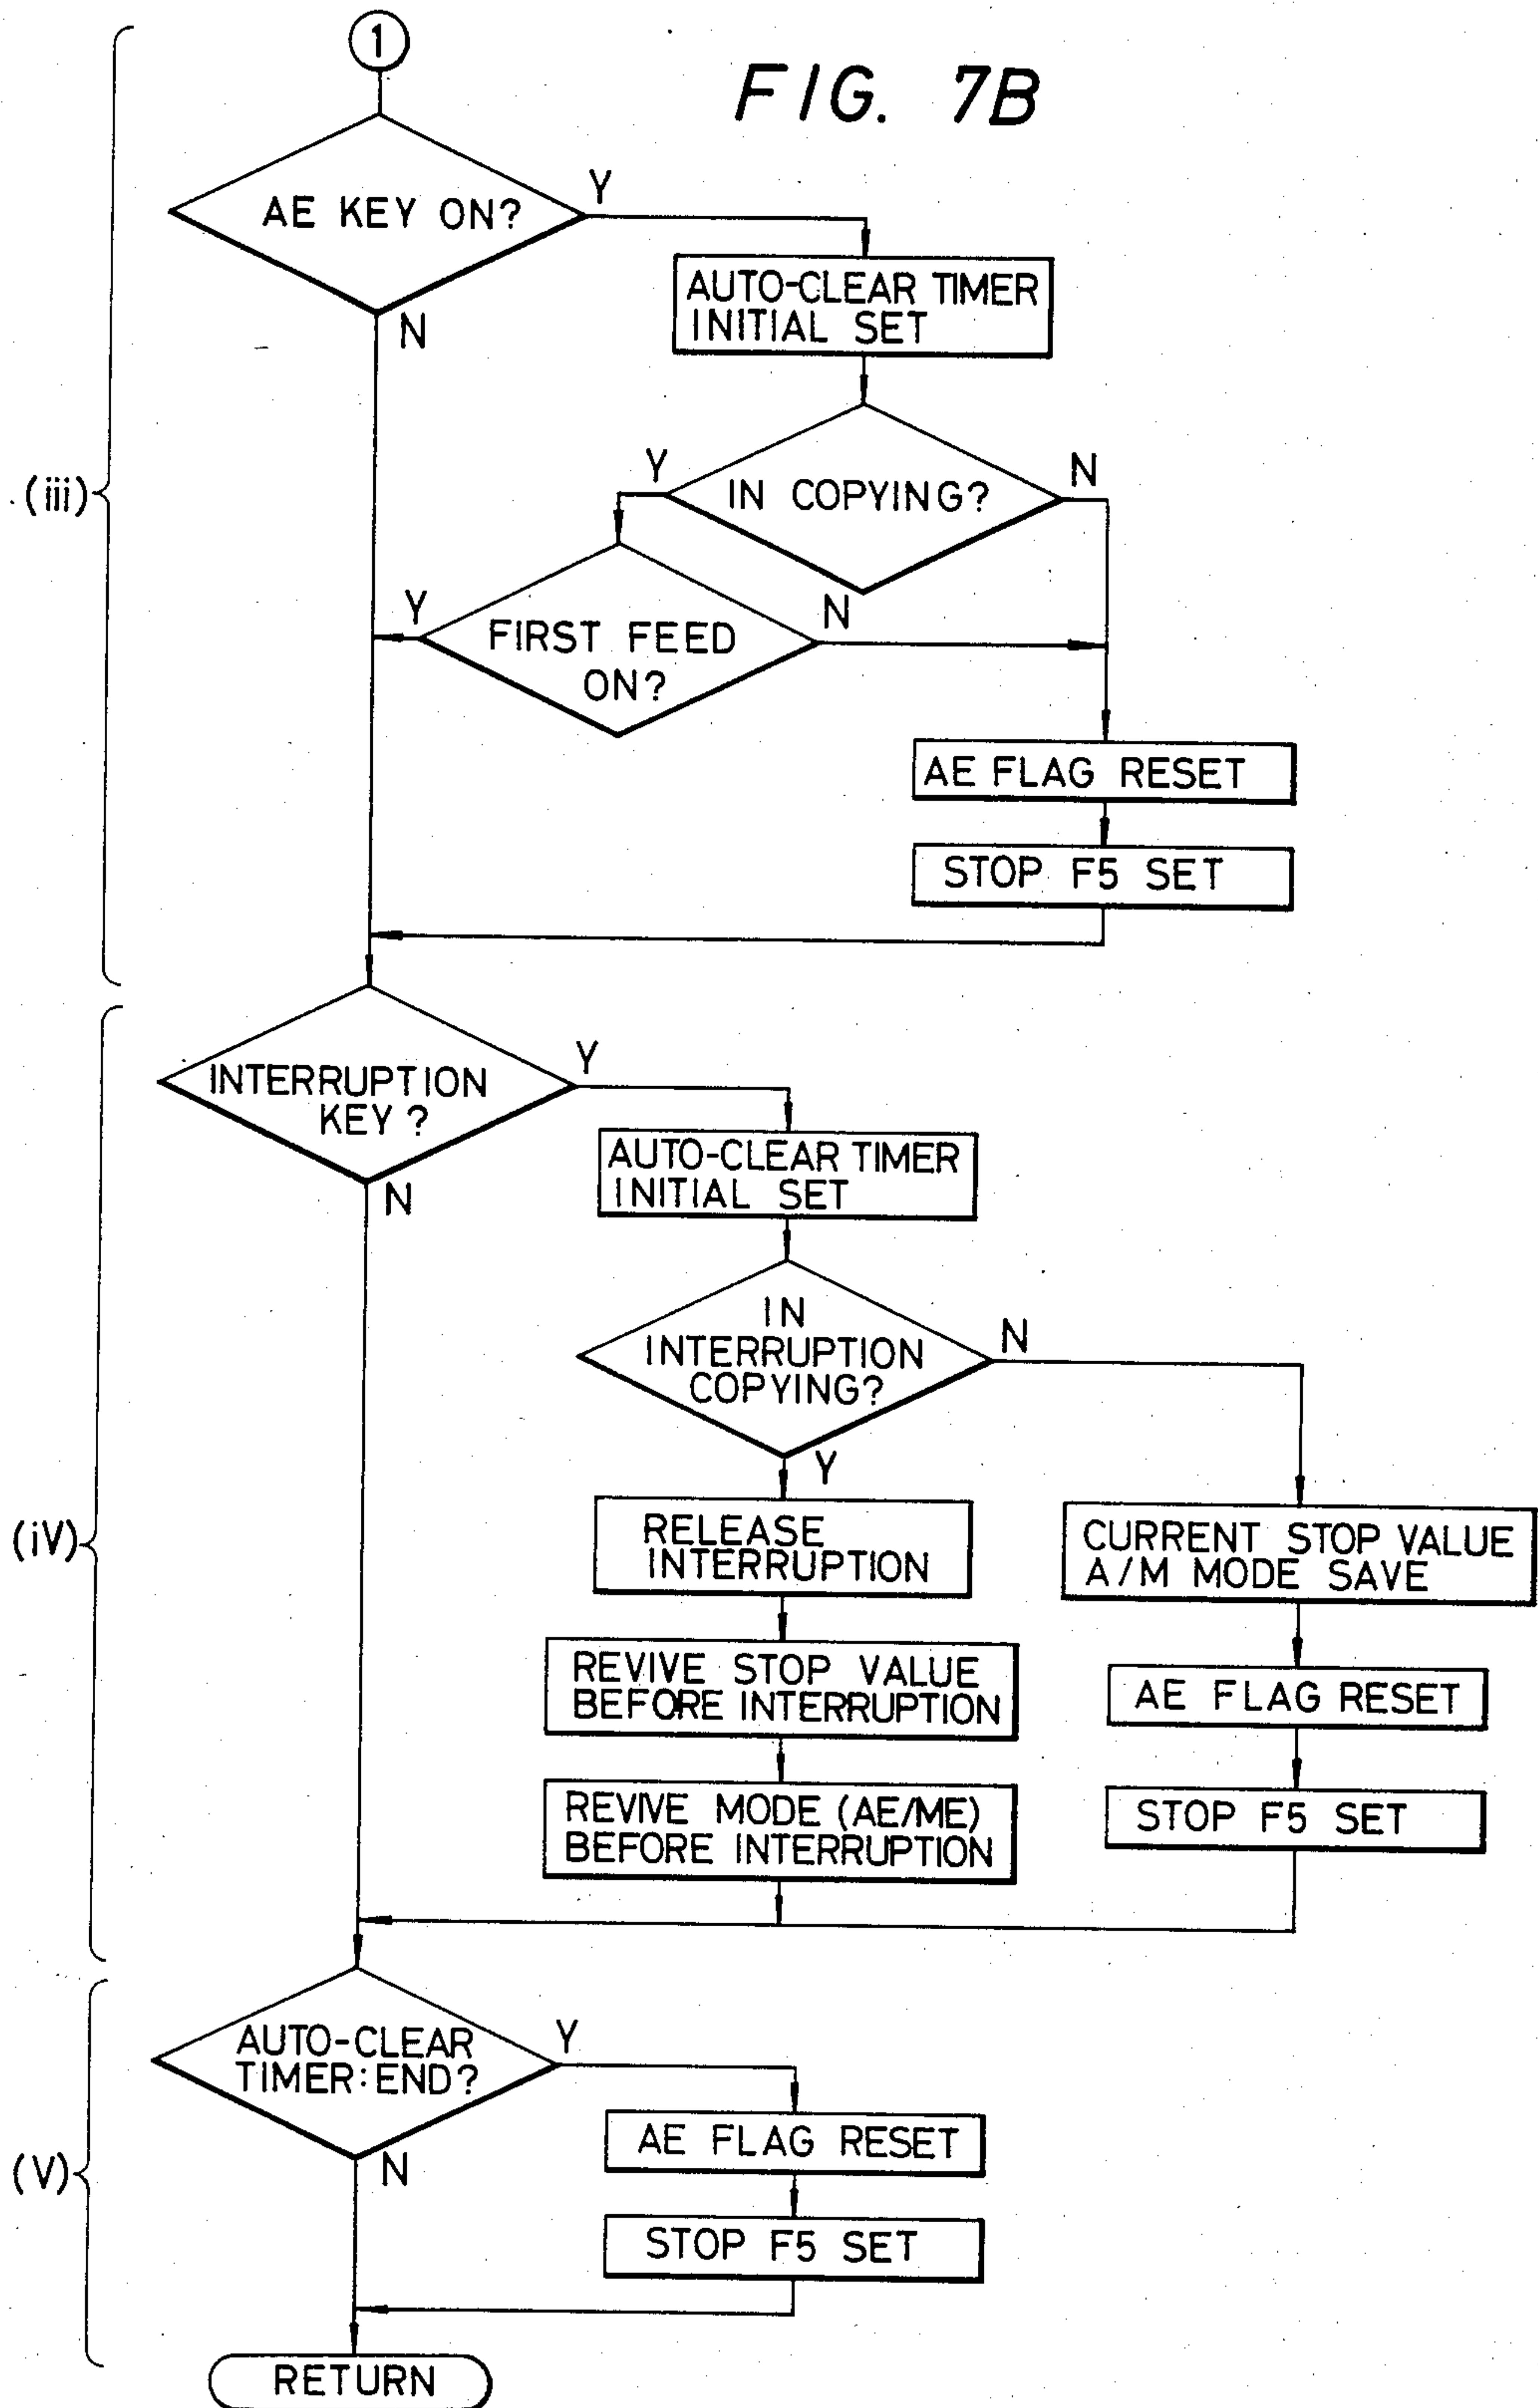 1
FIG. 7B
AE KEY ON?
Y
N
AUTO-CLEAR TIMER
INITIAL SET
(iii)
IN COPYING?
Y
N
FIRST FEED
ON?
Y
N
AE FLAG RESET
STOP F5 SET
INTERRUPTION
KEY?
Y
N
AUTO-CLEAR TIMER
INITIAL SET
IN
INTERRUPTION
COPYING?
N
Y
(iV)
RELEASE
INTERRUPTION
CURRENT STOP VALUE
A/M MODE SAVE
REVIVE STOP VALUE
BEFORE INTERRUPTION
AE FLAG RESET
REVIVE MODE (AE/ME)
BEFORE INTERRUPTION
STOP F5 SET
AUTO-CLEAR
TIMER:END?
Y
N
(V)
AE FLAG RESET
STOP F5 SET
RETURN